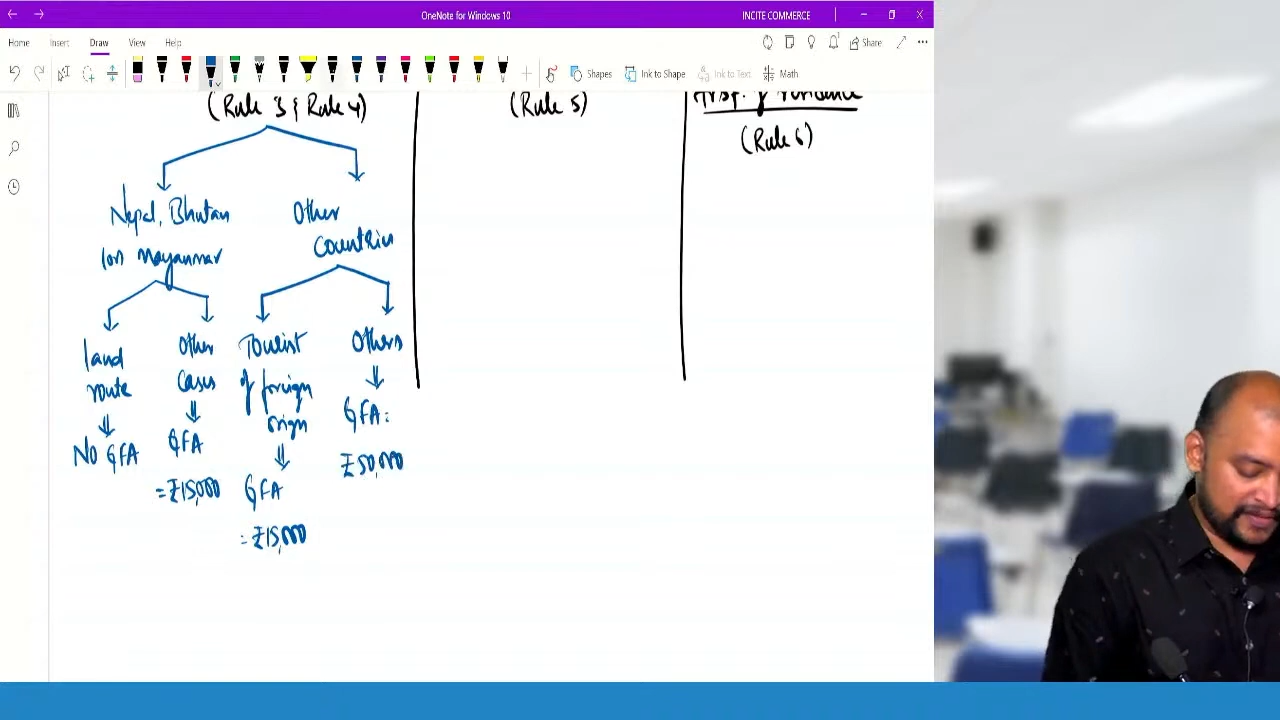 OneNote for Windows 10
INCITE COMMERCE
Home Insert Draw View Help
Share
Shapes
Ink to Shape
Ink to Text
Math
(Rule 3 & Rule 4)
(Rule 5)
(Rule 6)
Nepal, Bhutan
(or) Mayanmar
Other
Countries
land
route
No GFA
Other
Cases
GFA
= ₹15,000
Tourist
of foreign
origin
GFA
= ₹15,000
Others
GFA:
₹50,000